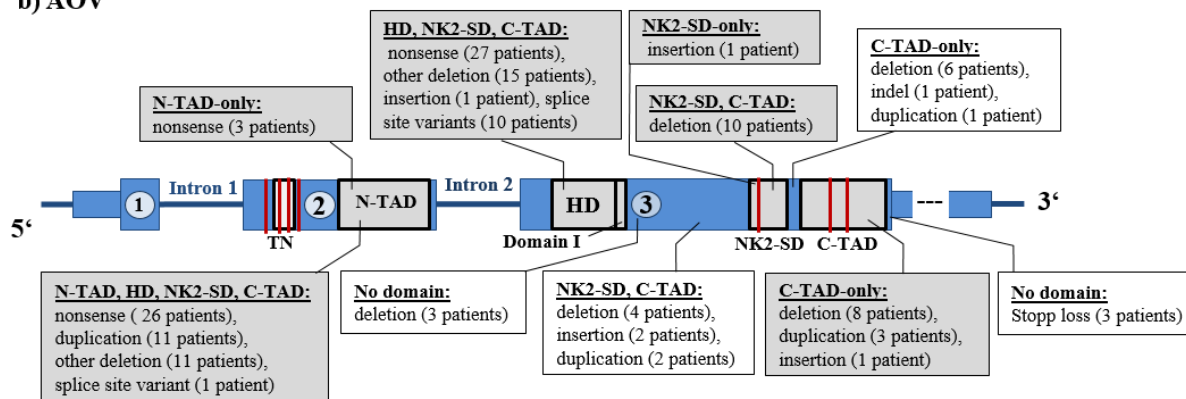 b) AOV
HD, NK2-SD, C-TAD:
nonsense (27 patients),
other deletion (15 patients),
insertion (1 patient), splice
site variants (10 patients)
NK2-SD-only:
insertion (1 patient)
C-TAD-only:
deletion (6 patients),
indel (1 patient),
duplication (1 patient)
N-TAD-only:
nonsense (3 patients)
NK2-SD, C-TAD:
deletion (10 patients)
5‘
1
Intron 1
2
N-TAD
Intron 2
HD
3
---
3‘
TN
Domain I
NK2-SD
C-TAD
N-TAD, HD, NK2-SD, C-TAD:
nonsense ( 26 patients),
duplication (11 patients),
other deletion (11 patients),
splice site variant (1 patient)
No domain:
deletion (3 patients)
NK2-SD, C-TAD:
deletion (4 patients),
insertion (2 patients),
duplication (2 patients)
C-TAD-only:
deletion (8 patients),
duplication (3 patients),
insertion (1 patient)
No domain:
Stopp loss (3 patients)